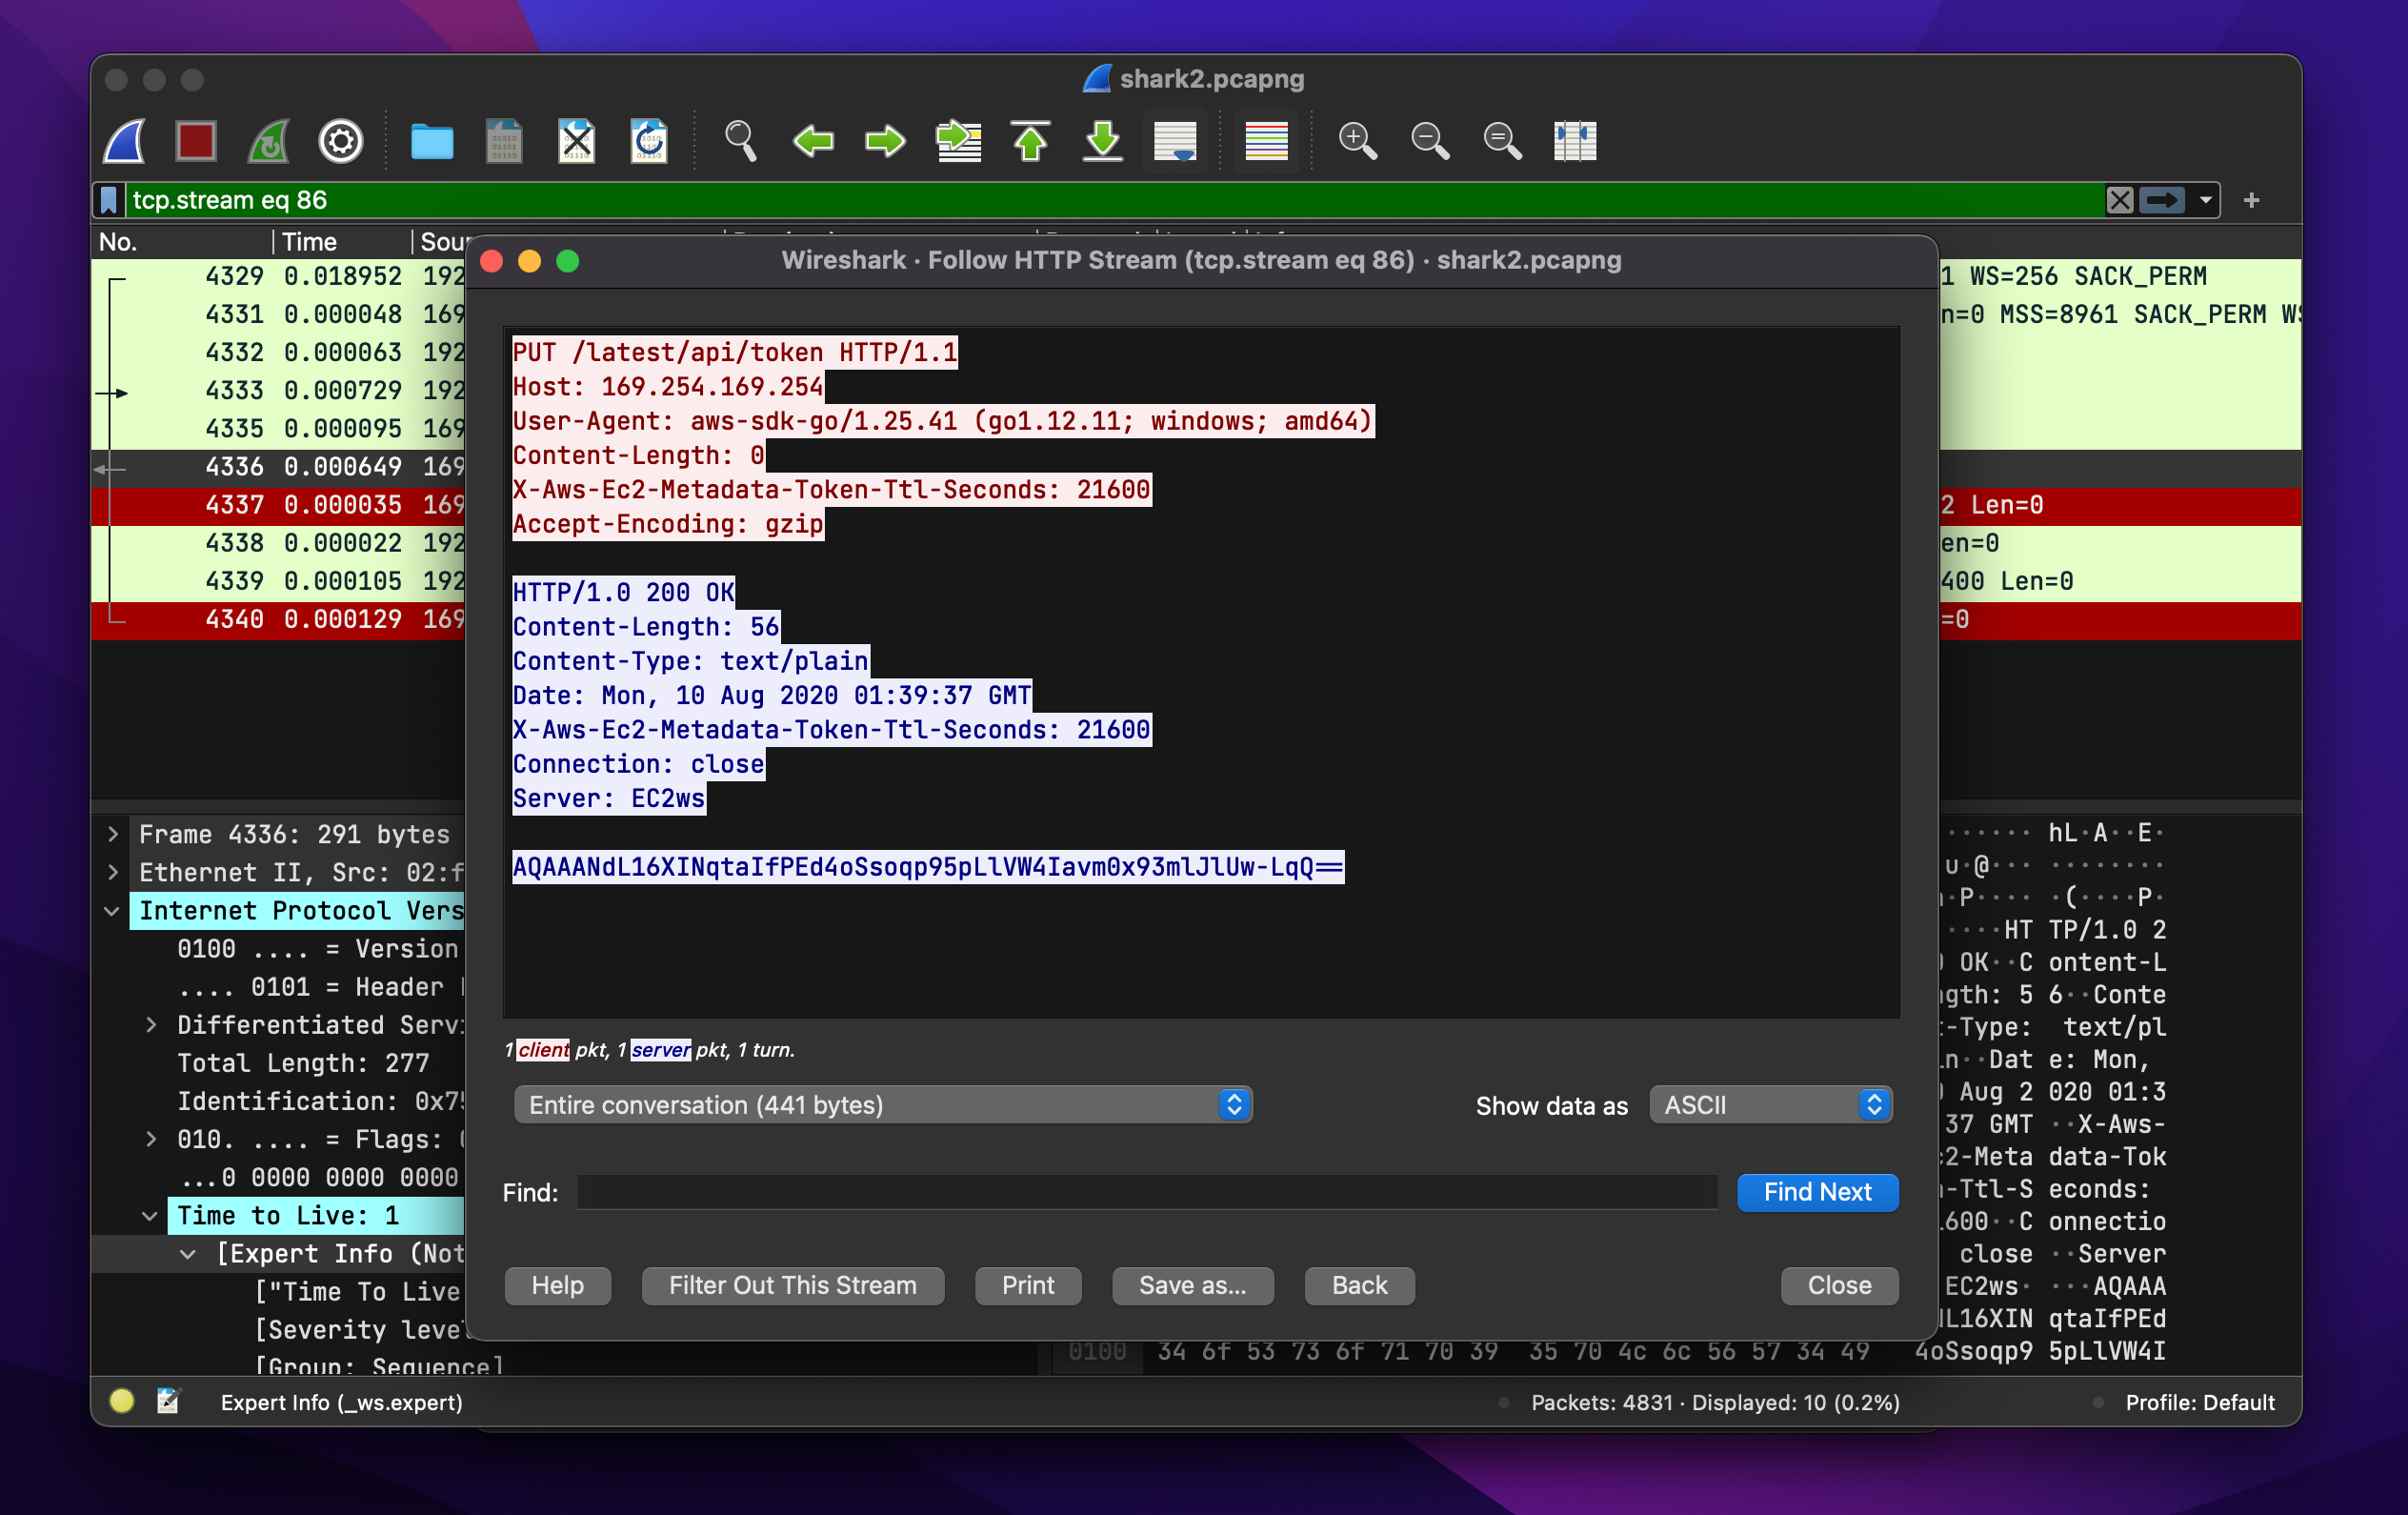 shark2.pcapng
tcp.stream eq 86
No. Time Sour
4329 0.018952 192
1 WS=256 SACK_PERM
4331 0.000048 169
n=0 MSS=8961 SACK_PERM WS
4332 0.000063 192
4333 0.000729 192
4335 0.000095 169
4336 0.000649 169
4337 0.000035 169
2 Len=0
4338 0.000022 192
en=0
4339 0.000105 192
400 Len=0
4340 0.000129 169
=0
Wireshark · Follow HTTP Stream (tcp.stream eq 86) · shark2.pcapng
PUT /latest/api/token HTTP/1.1
Host: 169.254.169.254
User-Agent: aws-sdk-go/1.25.41 (go1.12.11; windows; amd64)
Content-Length: 0
X-Aws-Ec2-Metadata-Token-Ttl-Seconds: 21600
Accept-Encoding: gzip
HTTP/1.0 200 OK
Content-Length: 56
Content-Type: text/plain
Date: Mon, 10 Aug 2020 01:39:37 GMT
X-Aws-Ec2-Metadata-Token-Ttl-Seconds: 21600
Connection: close
Server: EC2ws
AQAAANdL16XINqtaIfPEd4oSsoqp95pLlVW4Iavm0x93mlJlUw-LqQ==
1 client pkt, 1 server pkt, 1 turn.
Entire conversation (441 bytes)
Show data as ASCII
Find:
Find Next
Help
Filter Out This Stream
Print
Save as...
Back
Close
Frame 4336: 291 bytes
Ethernet II, Src: 02:f
Internet Protocol Vers
0100 .... = Version
.... 0101 = Header
Differentiated Servi
Total Length: 277
Identification: 0x75
010. .... = Flags:
...0 0000 0000 0000
Time to Live: 1
[Expert Info (Not
["Time To Live
[Severity level
[Group: Sequence]
······ hL·A··E·
u·@··· ········
·P···· ·(····P·
····HT TP/1.0 2
OK··C ontent-L
ngth: 5 6··Conte
t-Type: text/pl
n··Dat e: Mon,
Aug 2 020 01:3
37 GMT ··X-Aws-
c2-Meta data-Tok
-Ttl-S econds:
1600··C onnectio
close ··Server
EC2ws· ···AQAAA
L16XIN qtaIfPEd
0100 34 6f 53 73 6f 71 70 39 35 70 4c 6c 56 57 34 49 4oSsoqp9 5pLlVW4I
Expert Info (_ws.expert)
Packets: 4831 · Displayed: 10 (0.2%)
Profile: Default